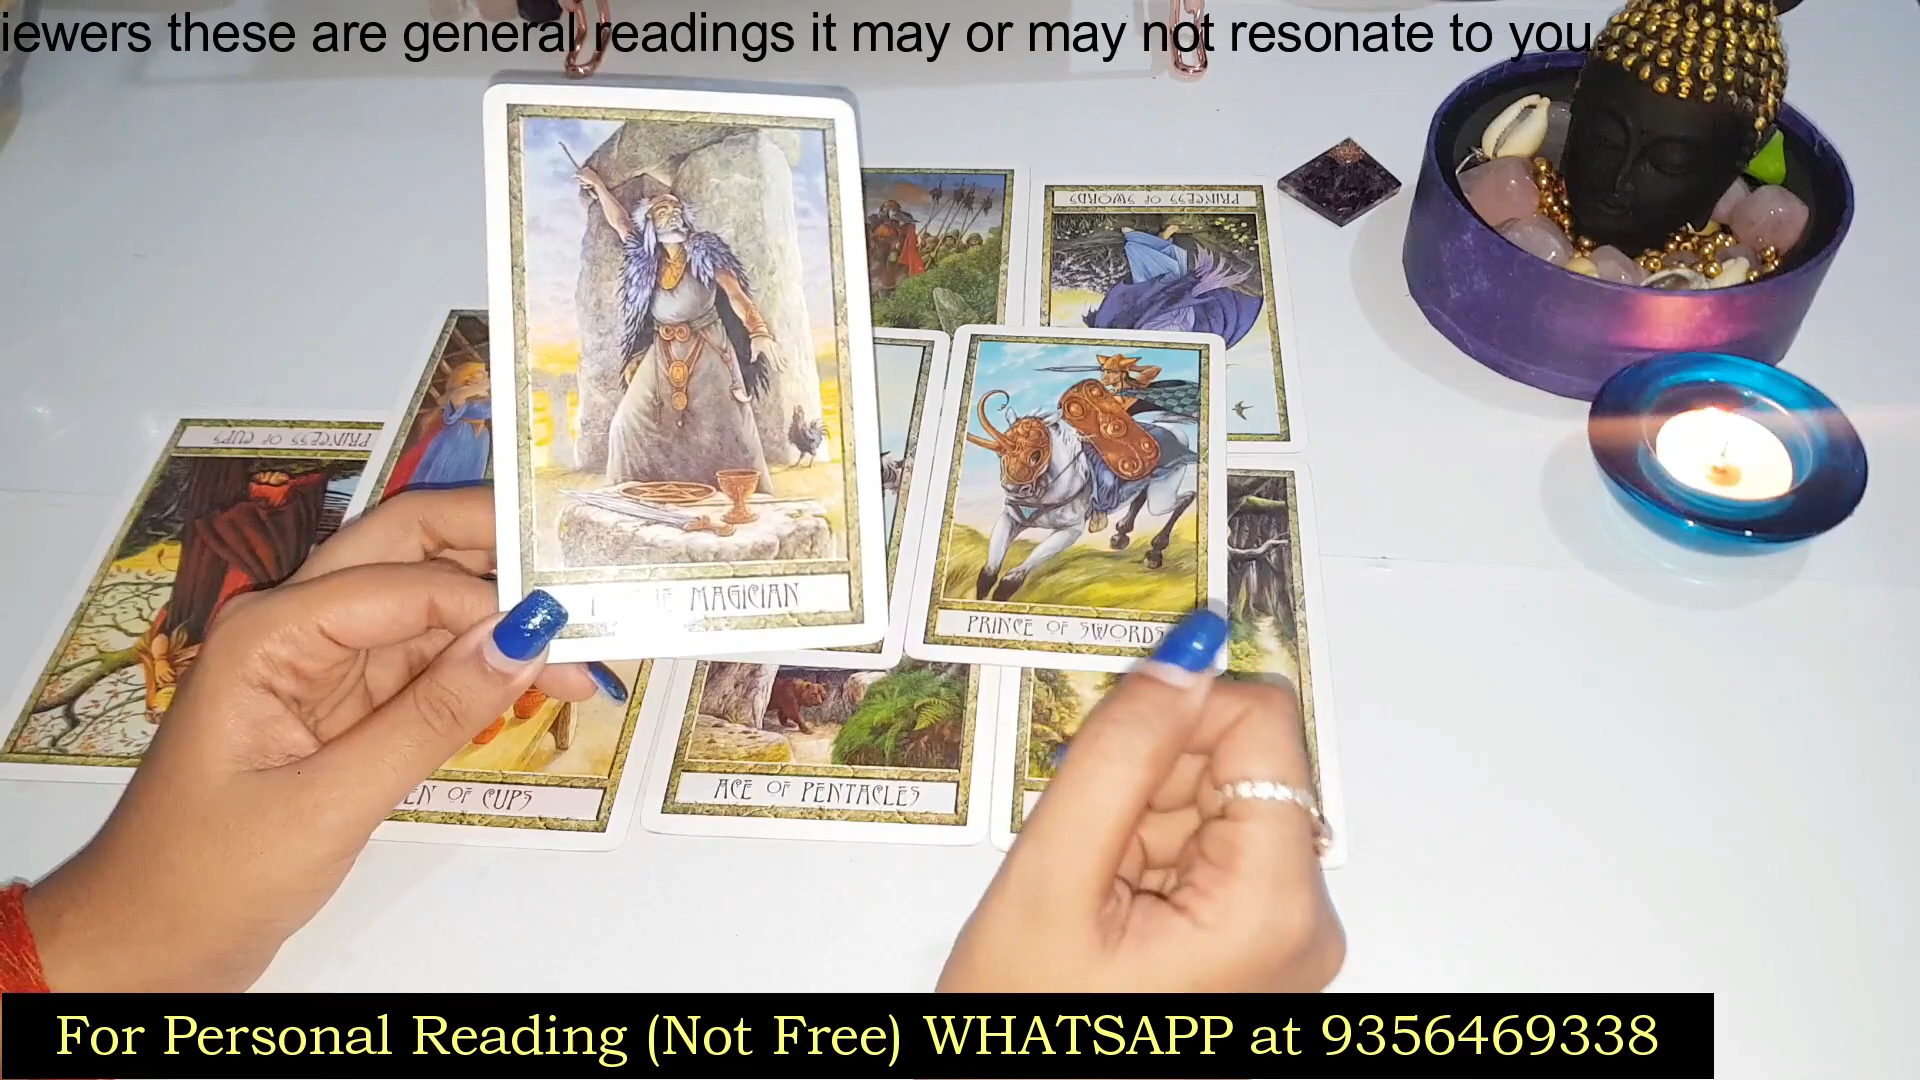 iewers these are general readings it may or may not resonate to you.
PRINCESS OF SWORDS
PRINCESS OF CUPS
MAGICIAN
PRINCE OF SWORDS
OF CUPS
ACE OF PENTACLES
For Personal Reading (Not Free) WHATSAPP at 9356469338